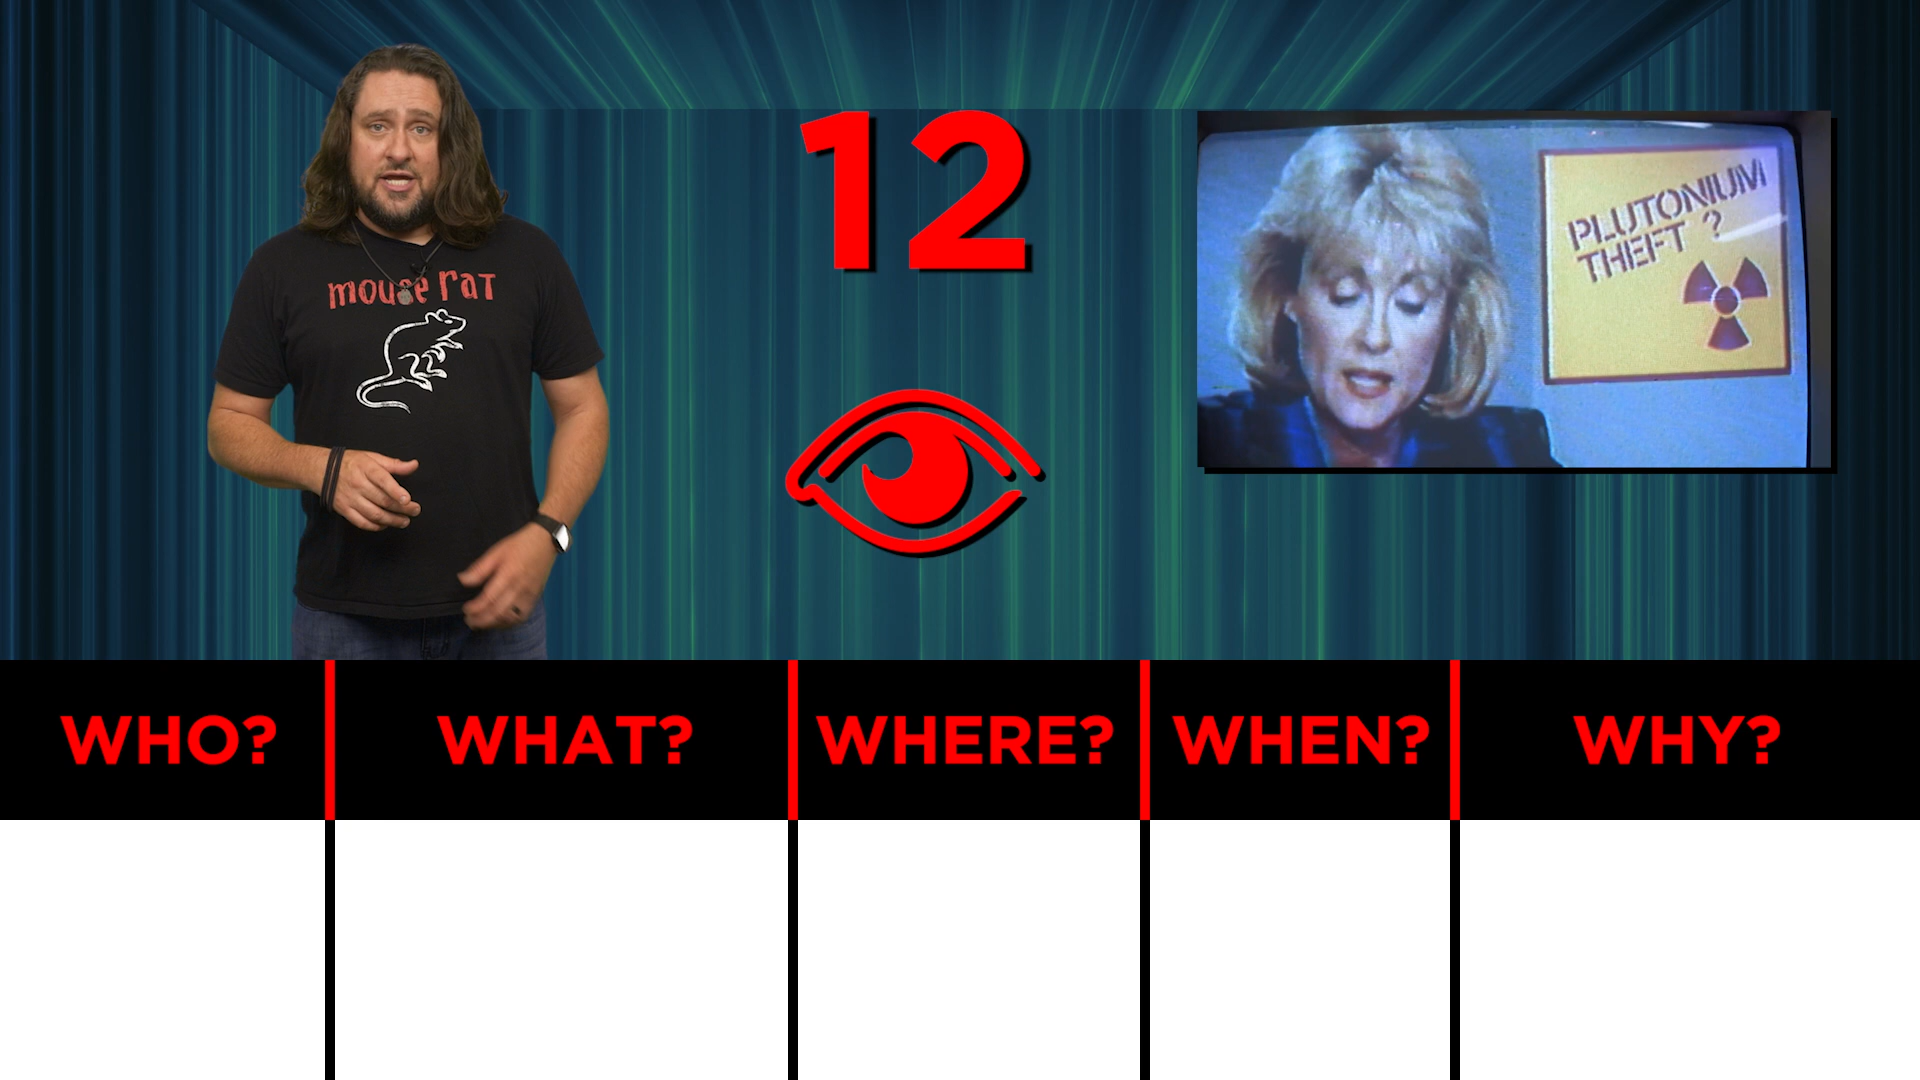 mouse rat
12
PLUTONIUM
THEFT ?
WHO?
WHAT?
WHERE?
WHEN?
WHY?